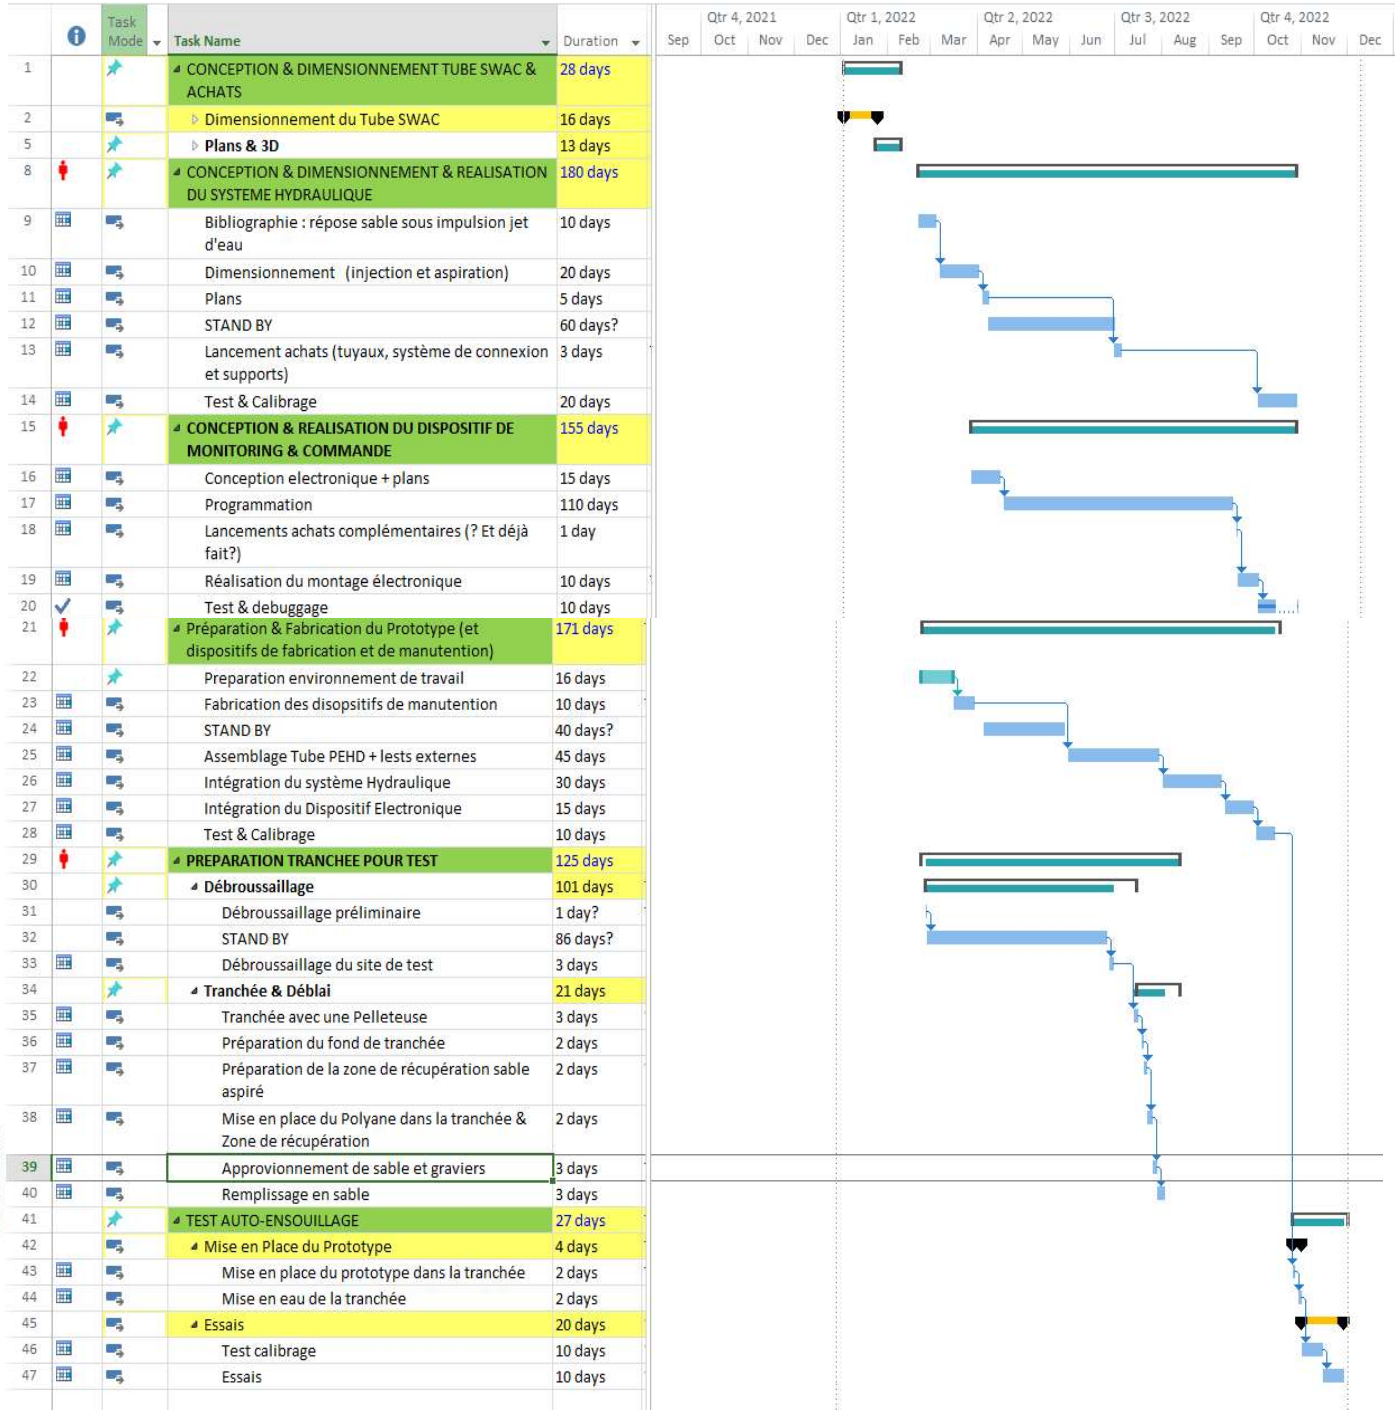 Qtr 4, 2021 Qtr 1, 2022 Qtr 2, 2022 Qtr 3, 2022 Qtr 4, 2022
Task Mode Task Name Duration Sep Oct Nov Dec Jan Feb Mar Apr May Jun Jul Aug Sep Oct Nov Dec
1 CONCEPTION & DIMENSIONNEMENT TUBE SWAC & 28 days
ACHATS
2 Dimensionnement du Tube SWAC 16 days
5 Plans & 3D 13 days
8 CONCEPTION & DIMENSIONNEMENT & REALISATION 180 days
DU SYSTEME HYDRAULIQUE
9 Bibliographie : répose sable sous impulsion jet 10 days
d'eau
10 Dimensionnement (injection et aspiration) 20 days
11 Plans 5 days
12 STAND BY 60 days?
13 Lancement achats (tuyaux, système de connexion 3 days
et supports)
14 Test & Calibrage 20 days
15 CONCEPTION & REALISATION DU DISPOSITIF DE 155 days
MONITORING & COMMANDE
16 Conception electronique + plans 15 days
17 Programmation 110 days
18 Lancements achats complémentaires (? Et déjà 1 day
fait?)
19 Réalisation du montage électronique 10 days
20 Test & debuggage 10 days
21 Préparation & Fabrication du Prototype (et 171 days
dispositifs de fabrication et de manutention)
22 Preparation environnement de travail 16 days
23 Fabrication des disopsitifs de manutention 10 days
24 STAND BY 40 days?
25 Assemblage Tube PEHD + lests externes 45 days
26 Intégration du système Hydraulique 30 days
27 Intégration du Dispositif Electronique 15 days
28 Test & Calibrage 10 days
29 PREPARATION TRANCHEE POUR TEST 125 days
30 Débroussaillage 101 days
31 Débroussaillage préliminaire 1 day?
32 STAND BY 86 days?
33 Débroussaillage du site de test 3 days
34 Tranchée & Déblai 21 days
35 Tranchée avec une Pelleteuse 3 days
36 Préparation du fond de tranchée 2 days
37 Préparation de la zone de récupération sable 2 days
aspiré
38 Mise en place du Polyane dans la tranchée & 2 days
Zone de récupération
39 Approvionnement de sable et graviers 3 days
40 Remplissage en sable 3 days
41 TEST AUTO-ENSOUILLAGE 27 days
42 Mise en Place du Prototype 4 days
43 Mise en place du prototype dans la tranchée 2 days
44 Mise en eau de la tranchée 2 days
45 Essais 20 days
46 Test calibrage 10 days
47 Essais 10 days